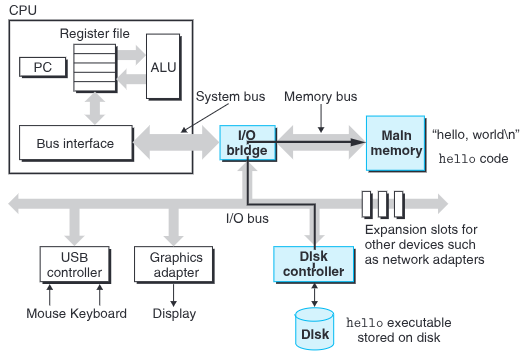 CPU
Register file
PC
ALU
System bus
Memory bus
Bus interface
I/O
bridge
Main
memory
“hello, world\n”
hello code
I/O bus
Expansion slots for
other devices such
as network adapters
USB
controller
Graphics
adapter
Disk
controller
Mouse Keyboard
Display
Disk
hello executable
stored on disk